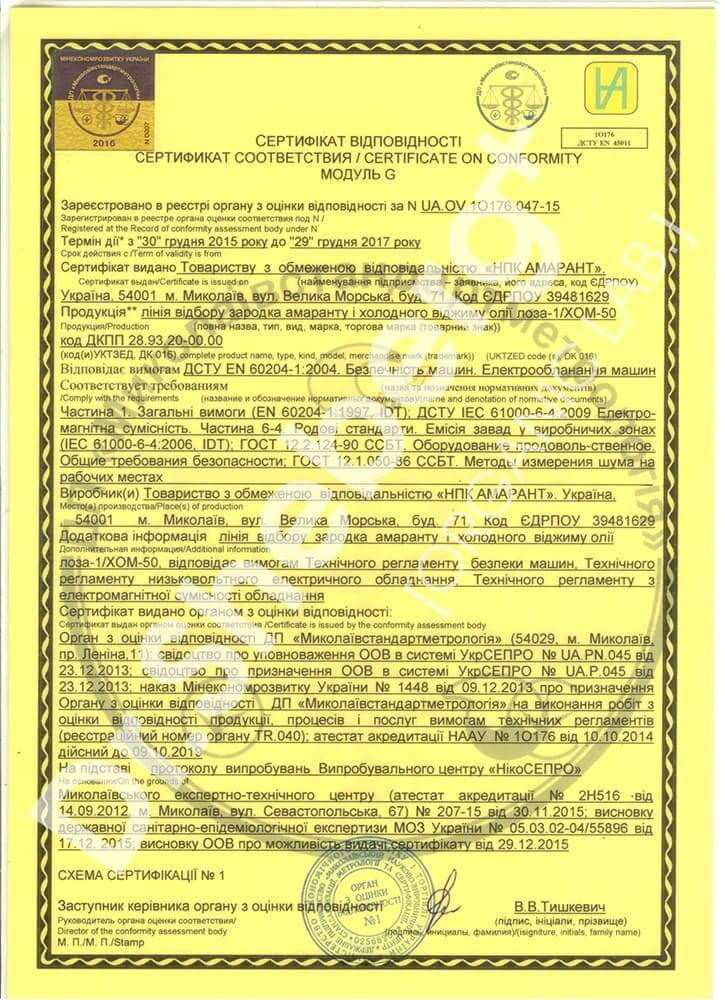 МІНЕКОНОМРОЗВИТКУ УКРАЇНИ
ДП «Миколаївстандартметрологія»
2016
N 0007
ДП «Миколаївстандартметрологія»
1О176
ДСТУ EN 45011
СЕРТИФІКАТ ВІДПОВІДНОСТІ
СЕРТИФИКАТ СООТВЕТСТВИЯ / CERTIFICATE ON CONFORMITY
МОДУЛЬ G
Зареєстровано в реєстрі органу з оцінки відповідності за N UA.OV.1O176.047-15
Зарегистрирован в реестре органа оценки соответствия под N /
Registered at the Record of conformity assessment body under N
Термін дії* з "30" грудня 2015 року до "29" грудня 2017 року
Срок действия с /Term of validity is from
Сертифікат видано Товариству з обмеженою відповідальністю «НПК АМАРАНТ».
Сертификат выдан/Certificate is issued on (найменування підприємства - заявника, його адреса, код ЄДРПОУ)
Україна, 54001 м. Миколаїв, вул. Велика Морська, буд. 71. Код ЄДРПОУ 39481629
Продукція** лінія відбору зародка амаранту і холодного віджиму олії лоза-1/ХОМ-50
Продукция/Production (повна назва, тип, вид, марка, торгова марка (товарний знак))
код ДКПП 28.93.20-00.00
(код(и)УКТЗЕД, ДК 016), complete product name, type, kind, model, merchandise mark (trademark)) (UKTZED code (r / DK 016)
Відповідає вимогам ДСТУ EN 60204-1:2004. Безпечність машин. Електрообланання машин
Соответствует требованиям (назва та позначення нормативних документів)
/Comply with the requirements (название и обозначение нормативных документов)/name and denotation of normative documents)
Частина 1. Загальні вимоги (EN 60204-1:1997, IDT); ДСТУ IEC 61000-6-4:2009 Електро-
магнітна сумісність. Частина 6-4. Родові стандарти. Емісія завад у виробничих зонах
(IEC 61000-6-4:2006, IDT); ГОСТ 12.2.124-90 ССБТ. Оборудование продоволь-ственное.
Общие требования безопасности; ГОСТ 12.1.050-86 ССБТ. Методы измерения шума на
рабочих местах
Виробник(и) Товариство з обмеженою відповідальністю «НПК АМАРАНТ». Україна,
Место(а) производства/Place(s) of production
54001 м. Миколаїв, вул. Велика Морська, буд. 71, Код ЄДРПОУ 39481629
Додаткова інформація лінія відбору зародка амаранту і холодного віджиму олії
Дополнительная информация/Additional information
лоза-1/ХОМ-50, відповідає вимогам Технічного регламенту безпеки машин, Технічного
регламенту низьковольтного електричного обладнання, Технічного регламенту з
електромагнітної сумісності обладнання
Сертифікат видано органом з оцінки відповідності:
Сертификат выдан органом оценки соответствия /Certificate is issued by the conformity assessment body
Орган з оцінки відповідності ДП «Миколаївстандартметрологія» (54029, м. Миколаїв,
пр. Леніна,11); свідоцтво про уповноваження ООВ в системі УкрСЕПРО № UA.PN.045 від
23.12.2013; свідоцтво про призначення ООВ в системі УкрСЕПРО № UA.P.045 від
23.12.2013; наказ Мінекономрозвитку України № 1448 від 09.12.2013 про призначення
Органу з оцінки відповідності ДП «Миколаївстандартметрологія» на виконання робіт з
оцінки відповідності продукції, процесів і послуг вимогам технічних регламентів
(реєстраційний номер органу TR.040); атестат акредитації НААУ № 1О176 від 10.10.2014
дійсний до 09.10.2019
На підставі протоколу випробувань Випробувального центру «НікоСЕПРО»
На основании/On the grounds of
Миколаївського експертно-технічного центру (атестат акредитації № 2Н516 від
14.09.2012, м. Миколаїв, вул. Севастопольська, 67) № 207-15 від 30.11.2015; висновку
державної санітарно-епідеміологічної експертизи МОЗ України № 05.03.02-04/55896 від
17.12. 2015; висновку ООВ про можливість видачі сертифікату від 29.12.2015
СХЕМА СЕРТИФІКАЦІЇ № 1
Заступник керівника органу з оцінки відповідності В.В.Тишкевич
Руководитель органа оценки соответствия/ (підпис, ініціали, прізвище)
Director of the conformity assessment body (подпись, инициалы, фамилия)/(isigniture, initials, family name)
М. П./М. П./Stamp
ОРГАН
З ОЦІНКИ
ВІДПОВІДНОСТІ
№1